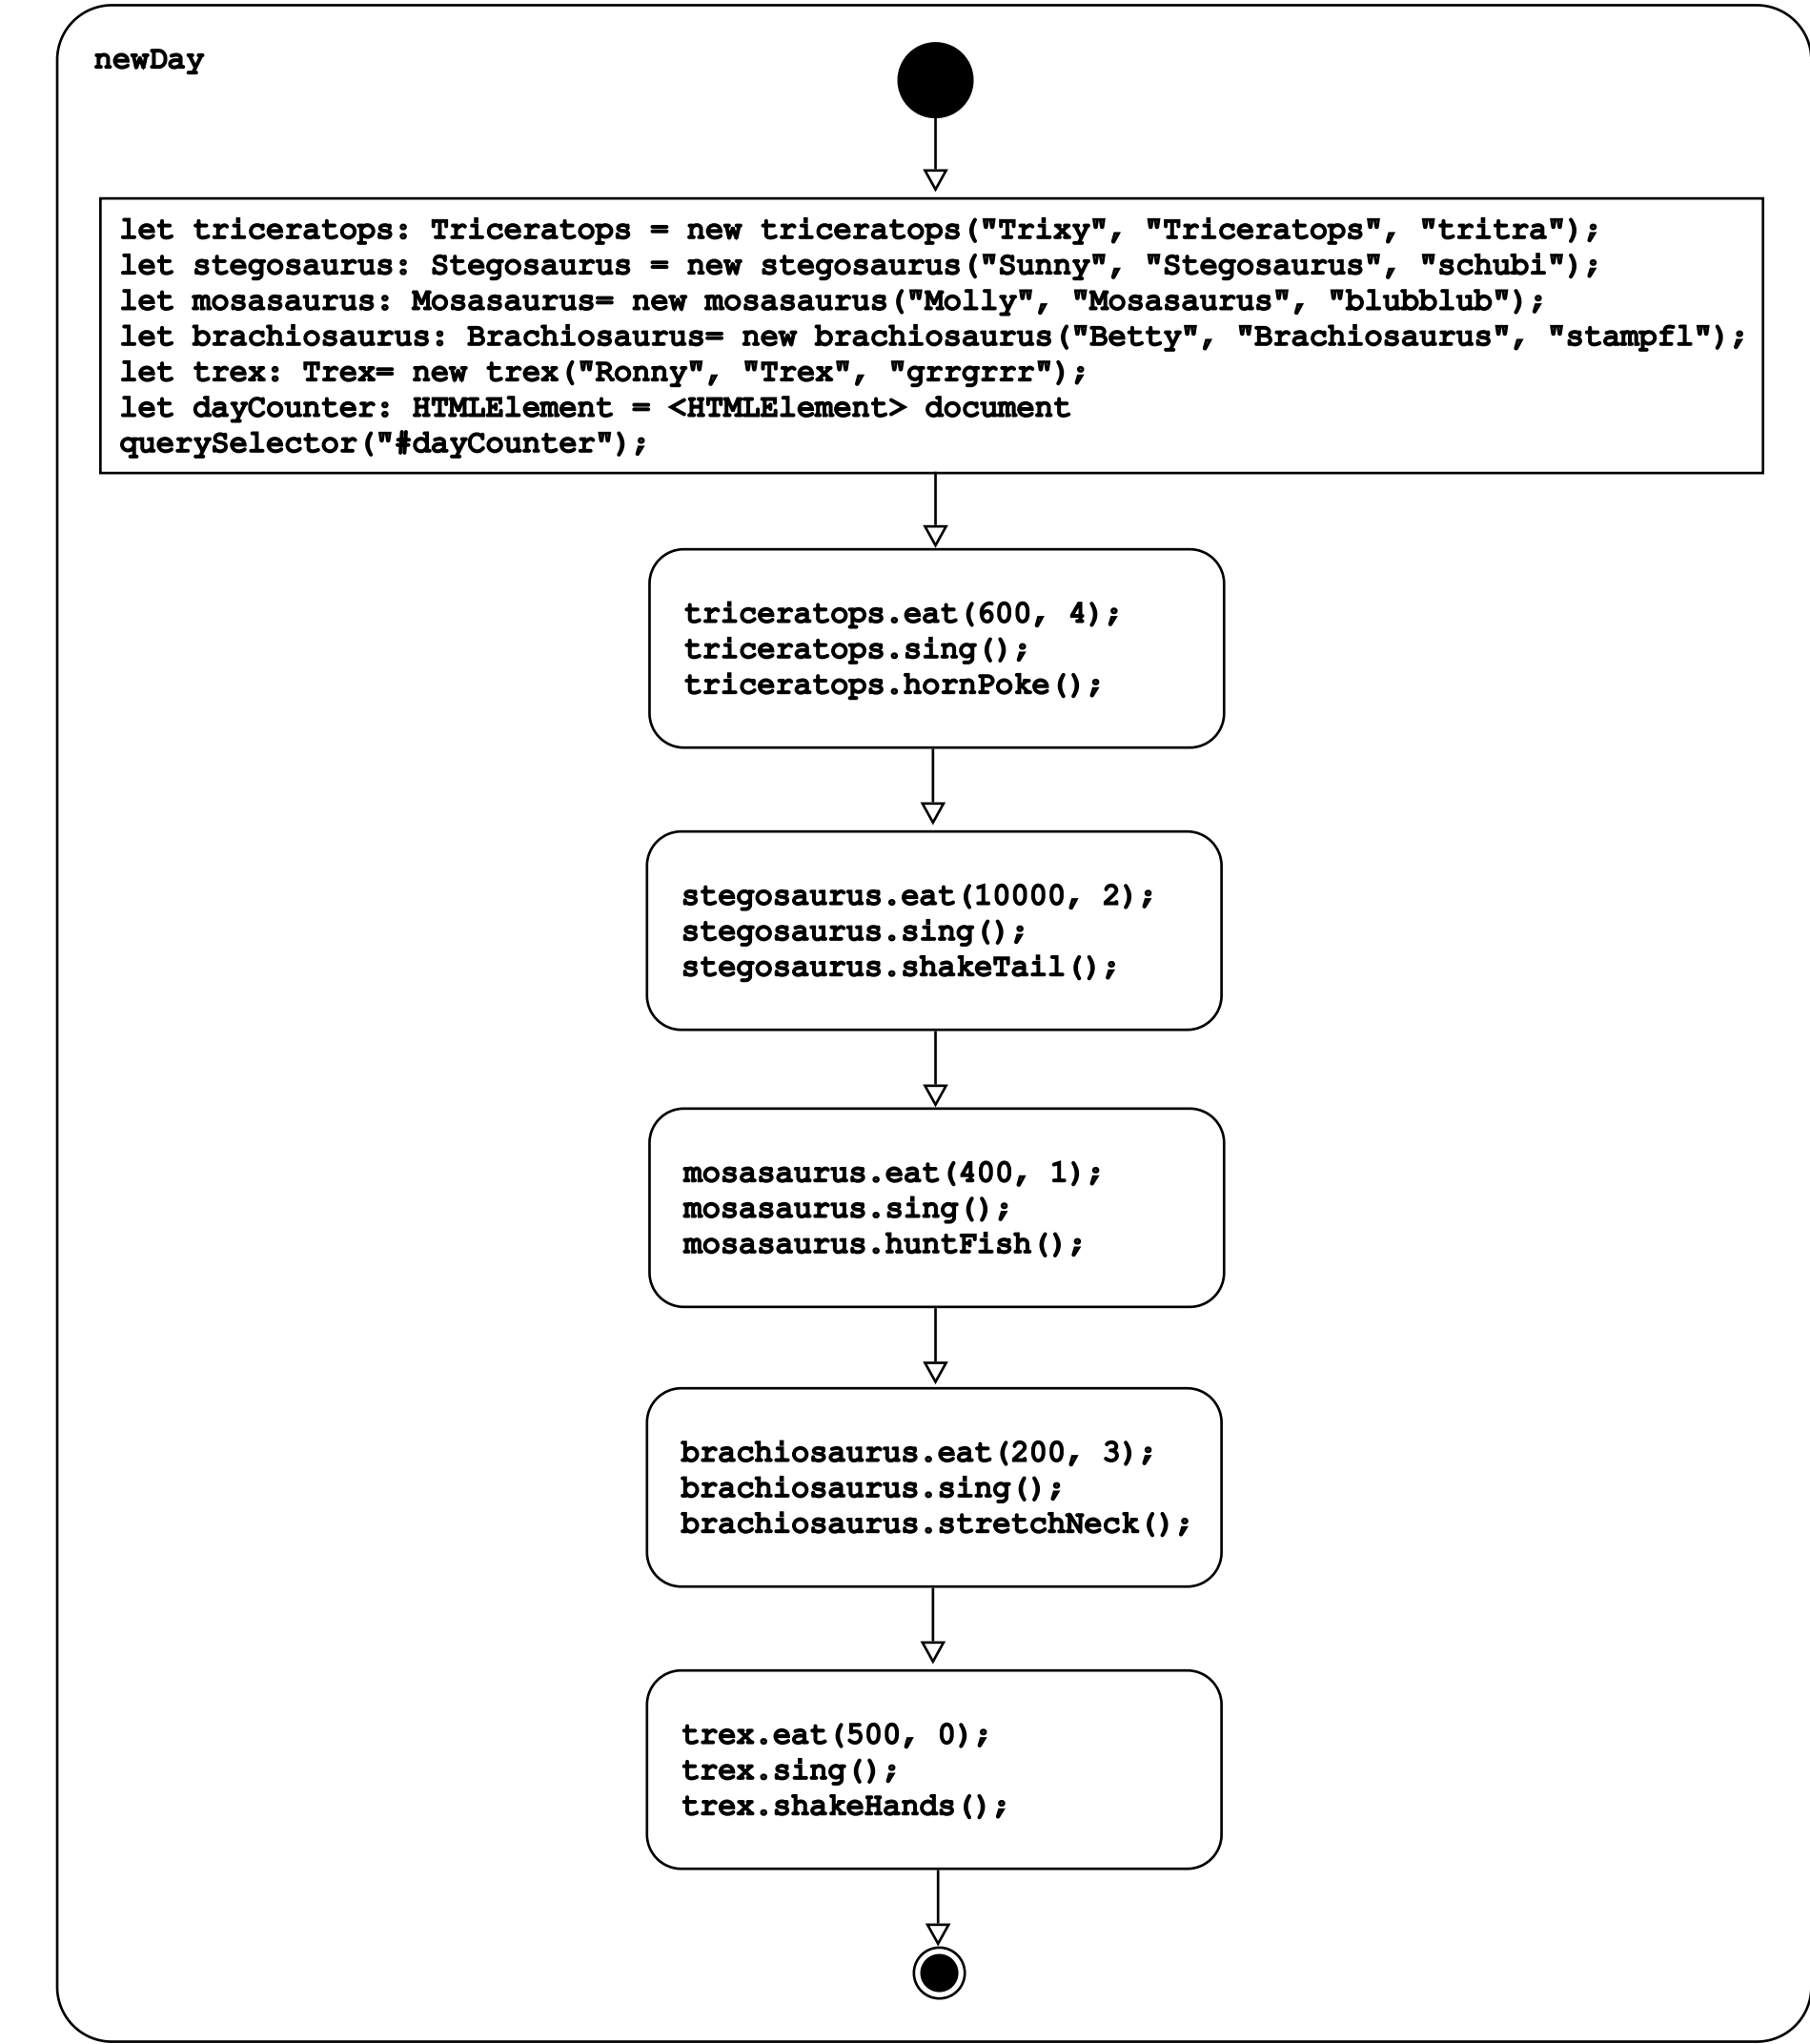 newDay
let triceratops: Triceratops = new triceratops("Trixy", "Triceratops", "tritra");
let stegosaurus: Stegosaurus = new stegosaurus("Sunny", "Stegosaurus", "schubi");
let mosasaurus: Mosasaurus= new mosasaurus("Molly", "Mosasaurus", "blubblub");
let brachiosaurus: Brachiosaurus= new brachiosaurus("Betty", "Brachiosaurus", "stampfl");
let trex: Trex= new trex("Ronny", "Trex", "grrgrrr");
let dayCounter: HTMLElement = <HTMLElement> document
querySelector("#dayCounter");
triceratops.eat(600, 4);
triceratops.sing();
triceratops.hornPoke();
stegosaurus.eat(10000, 2);
stegosaurus.sing();
stegosaurus.shakeTail();
mosasaurus.eat(400, 1);
mosasaurus.sing();
mosasaurus.huntFish();
brachiosaurus.eat(200, 3);
brachiosaurus.sing();
brachiosaurus.stretchNeck();
trex.eat(500, 0);
trex.sing();
trex.shakeHands();